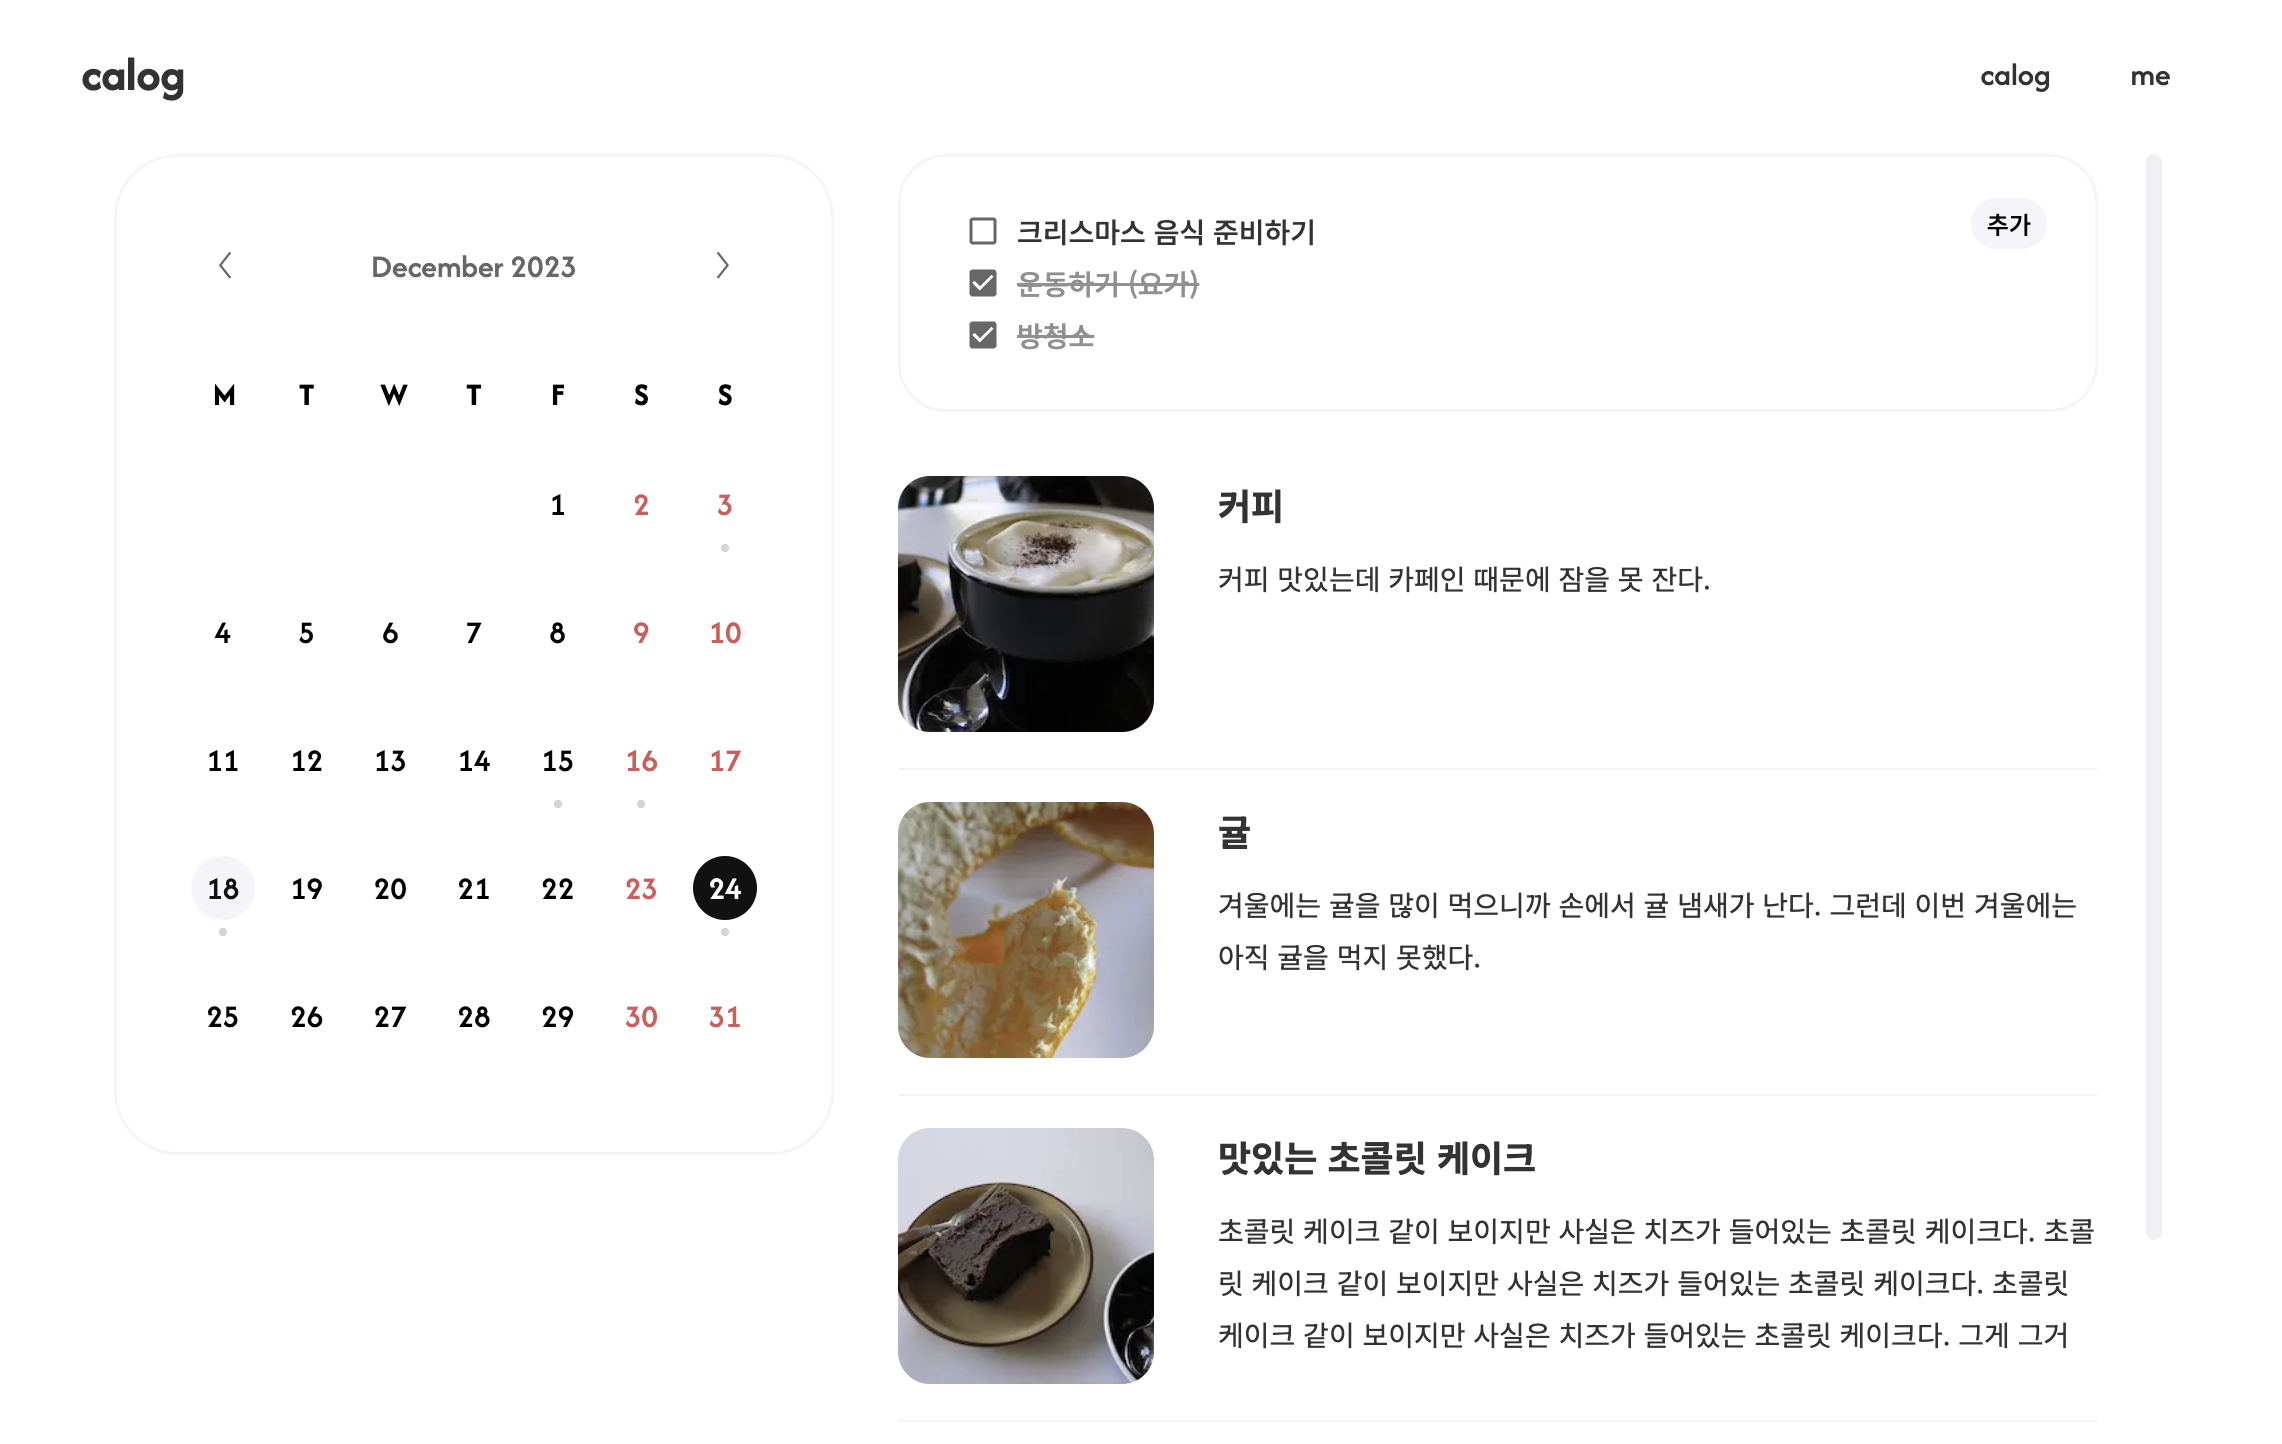 calog
calog
me
December 2023
M T W T F S S
1 2 3
4 5 6 7 8 9 10
11 12 13 14 15 16 17
18 19 20 21 22 23 24
25 26 27 28 29 30 31
크리스마스 음식 준비하기
추가
운동하기 (요가)
방청소
커피
커피 맛있는데 카페인 때문에 잠을 못 잔다.
귤
겨울에는 귤을 많이 먹으니까 손에서 귤 냄새가 난다. 그런데 이번 겨울에는
아직 귤을 먹지 못했다.
맛있는 초콜릿 케이크
초콜릿 케이크 같이 보이지만 사실은 치즈가 들어있는 초콜릿 케이크다. 초콜
릿 케이크 같이 보이지만 사실은 치즈가 들어있는 초콜릿 케이크다. 초콜릿
케이크 같이 보이지만 사실은 치즈가 들어있는 초콜릿 케이크다. 그게 그거